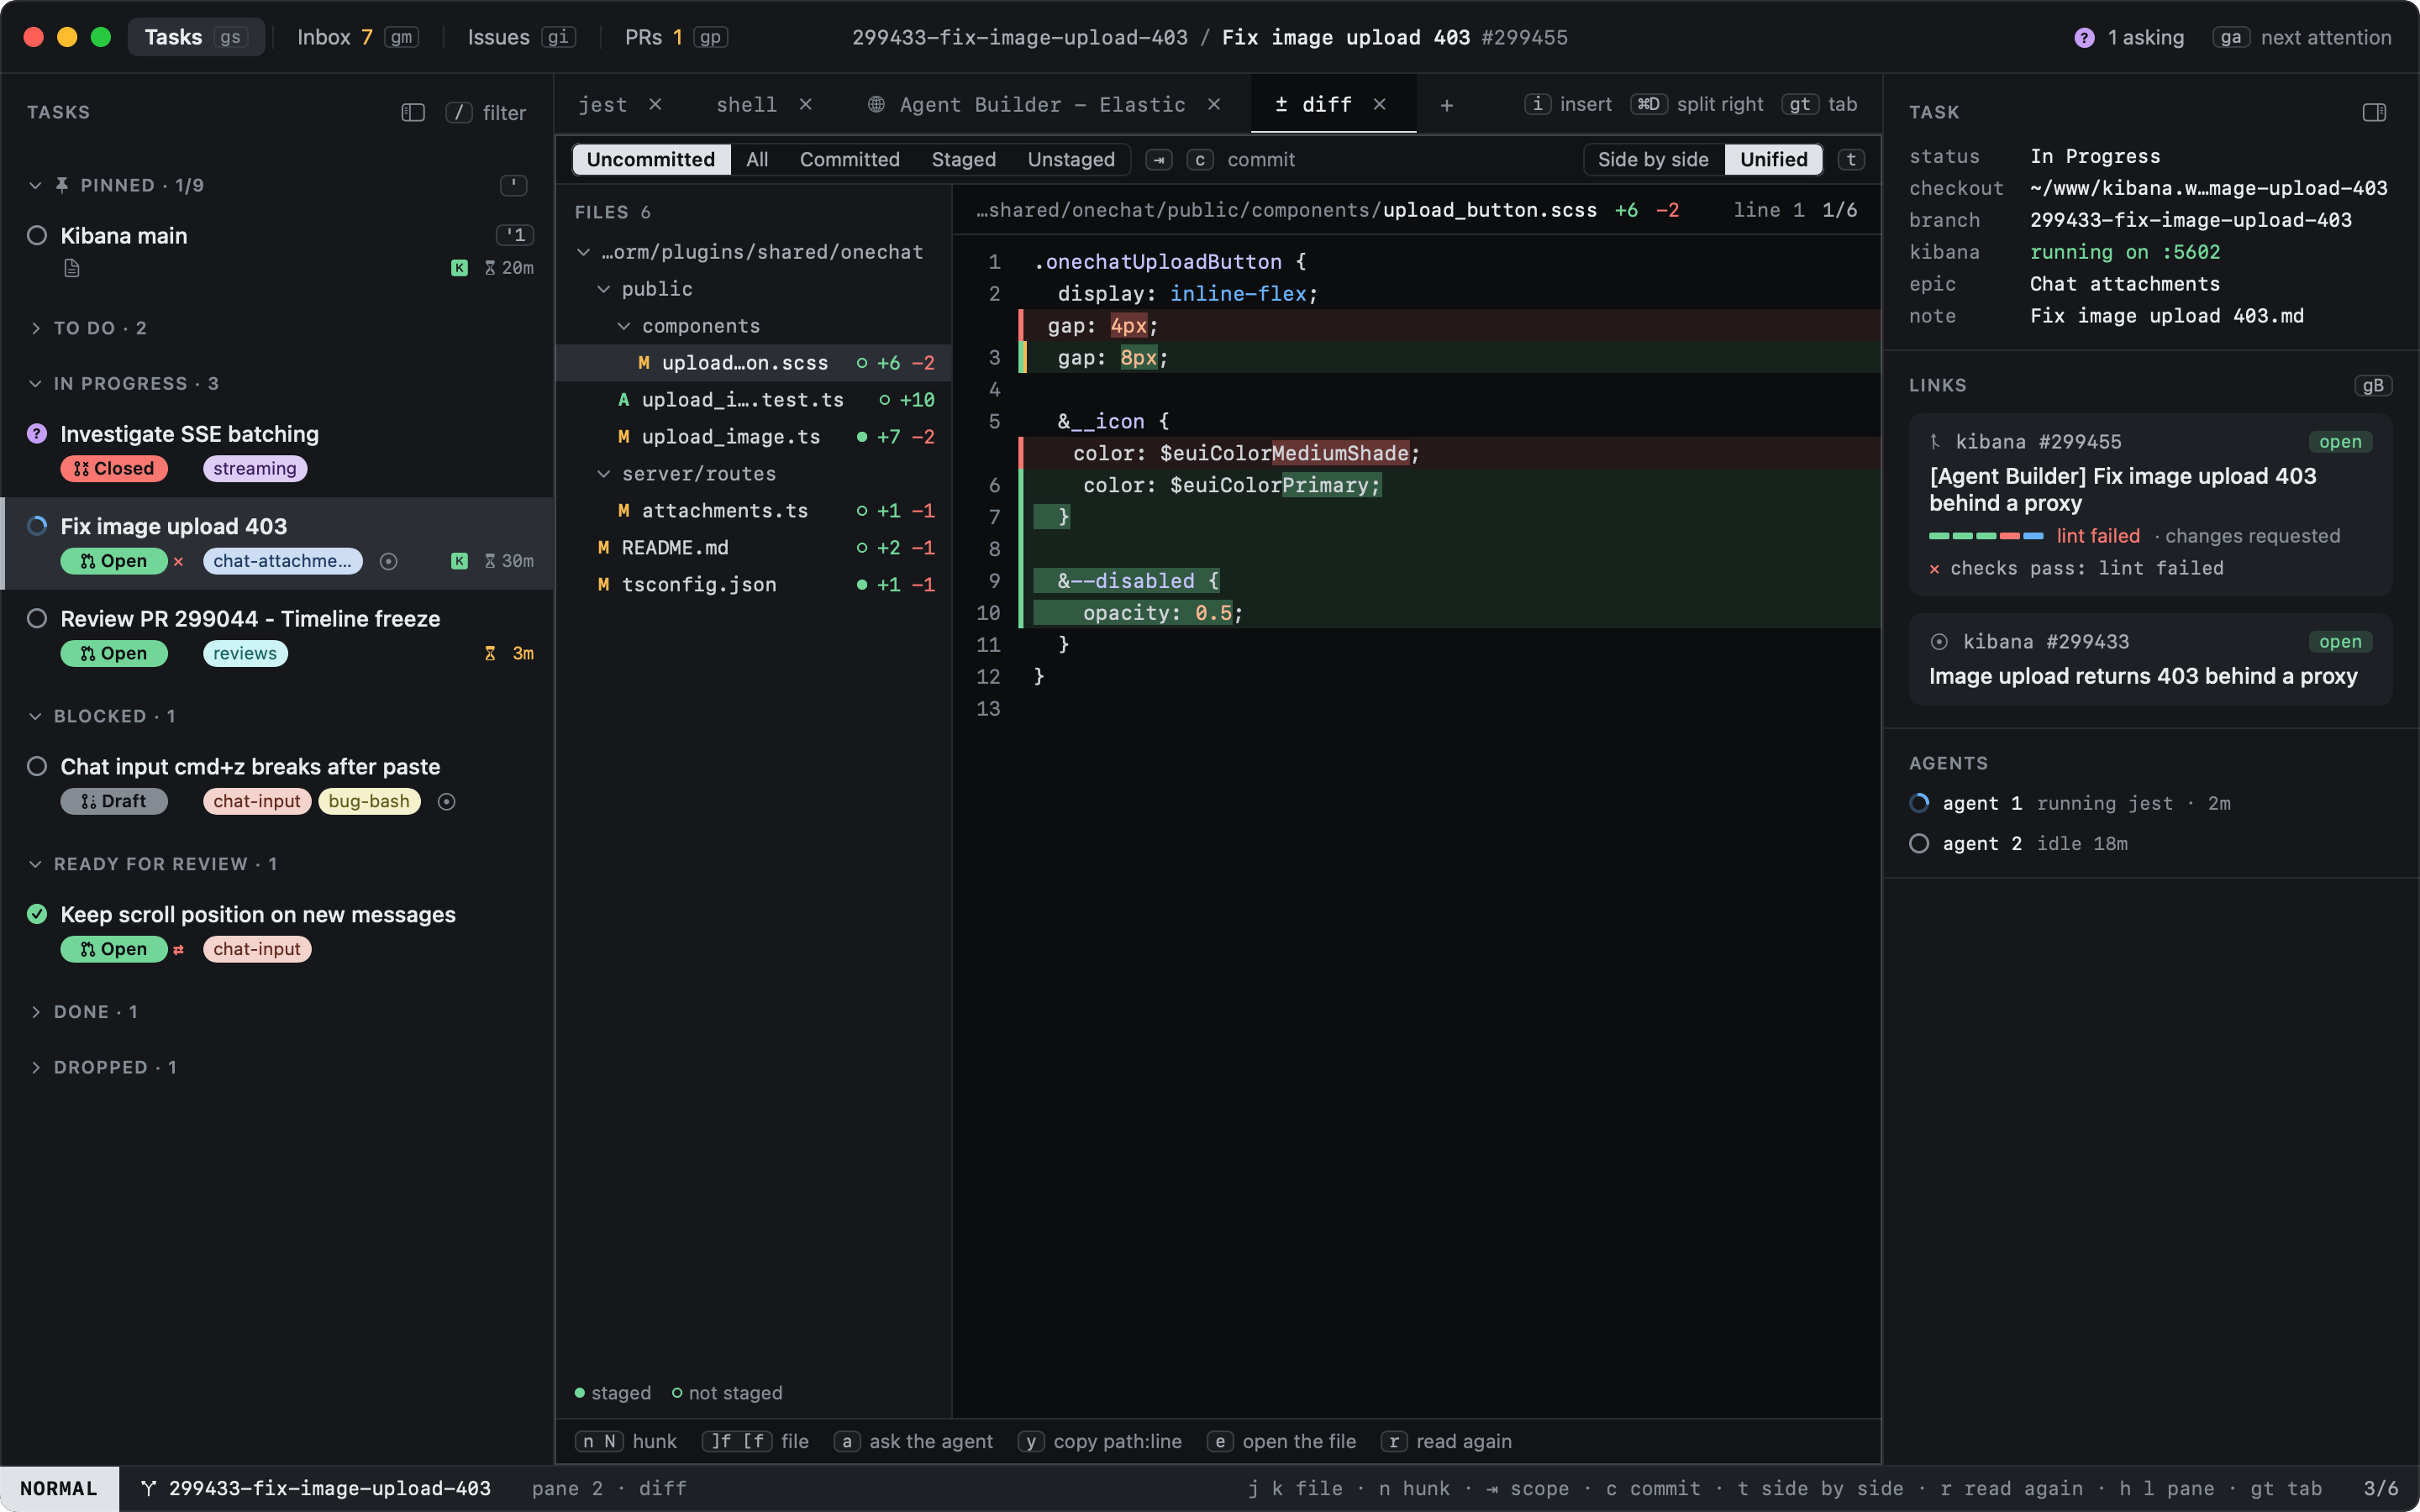 Tasks gs Inbox 7 gm Issues gi PRs 1 gp
299433-fix-image-upload-403 / Fix image upload 403 #299455
? 1 asking ga next attention
TASKS / filter
PINNED · 1/9 '
Kibana main '1
K 20m
TO DO · 2
IN PROGRESS · 3
? Investigate SSE batching
Closed streaming
Fix image upload 403
Open × chat-attachme... K 30m
Review PR 299044 - Timeline freeze
Open reviews 3m
BLOCKED · 1
Chat input cmd+z breaks after paste
Draft chat-input bug-bash
READY FOR REVIEW · 1
Keep scroll position on new messages
Open ⇄ chat-input
DONE · 1
DROPPED · 1
jest × shell × Agent Builder – Elastic × ± diff × + i insert ⌘D split right gt tab
Uncommitted All Committed Staged Unstaged ⇥ c commit Side by side Unified t
FILES 6
…orm/plugins/shared/onechat
public
components
M upload…on.scss +6 −2
A upload_i….test.ts +10
M upload_image.ts +7 −2
server/routes
M attachments.ts +1 −1
M README.md +2 −1
M tsconfig.json +1 −1
staged not staged
…shared/onechat/public/components/upload_button.scss +6 −2 line 1 1/6
1 .onechatUploadButton {
2 display: inline-flex;
gap: 4px;
3 gap: 8px;
4
5 &__icon {
color: $euiColorMediumShade;
6 color: $euiColorPrimary;
7 }
8
9 &--disabled {
10 opacity: 0.5;
11 }
12 }
13
n N hunk ]f [f file a ask the agent y copy path:line e open the file r read again
TASK
status In Progress
checkout ~/www/kibana.w…mage-upload-403
branch 299433-fix-image-upload-403
kibana running on :5602
epic Chat attachments
note Fix image upload 403.md
LINKS gB
kibana #299455 open
[Agent Builder] Fix image upload 403
behind a proxy
lint failed · changes requested
× checks pass: lint failed
kibana #299433 open
Image upload returns 403 behind a proxy
AGENTS
agent 1 running jest · 2m
agent 2 idle 18m
NORMAL 299433-fix-image-upload-403 pane 2 · diff
j k file · n hunk · ⇥ scope · c commit · t side by side · r read again · h l pane · gt tab 3/6